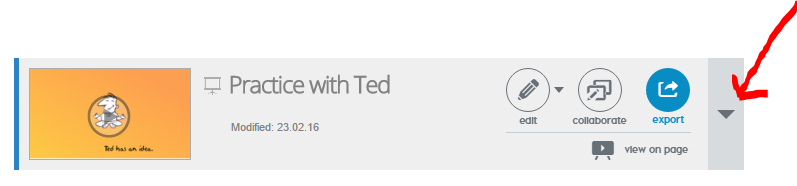 Practice with Ted
Modified: 23.02.16
Ted has an idea.
edit
collaborate
export
view on page